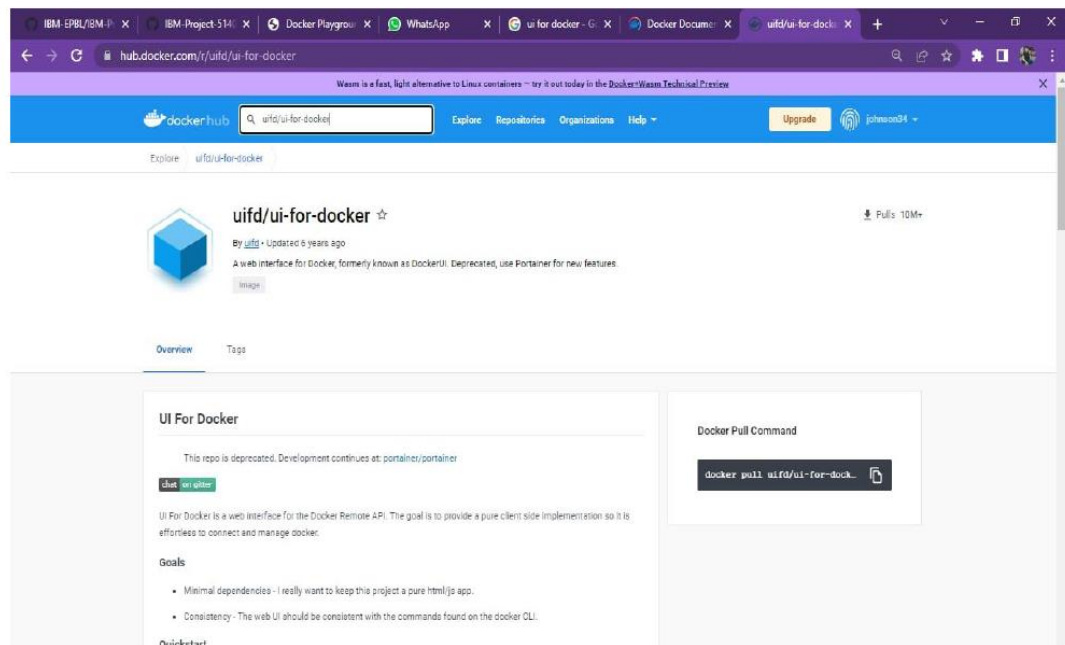 IBM-EPBL/IBM-Pr
IBM-Project-5140
Docker Playgroun
WhatsApp
ui for docker - G
Docker Documen
uifd/ui-for-docke
hub.docker.com/r/uifd/ui-for-docker
Wasm is a fast, light alternative to Linux containers — try it out today in the Docker+Wasm Technical Preview
dockerhub
uifd/ui-for-docker
Explore Repositories Organizations Help
Upgrade
johnson34
Explore uifd/ui-for-docker
uifd/ui-for-docker
Pulls 10M+
By uifd • Updated 6 years ago
A web interface for Docker, formerly known as DockerUI. Deprecated, use Portainer for new features.
Image
Overview Tags
UI For Docker
This repo is deprecated. Development continues at: portainer/portainer
chat on gitter
UI For Docker is a web interface for the Docker Remote API. The goal is to provide a pure client side implementation so it is
effortless to connect and manage docker.
Goals
• Minimal dependencies - I really want to keep this project a pure html/js app.
• Consistency - The web UI should be consistent with the commands found on the docker CLI.
Quickstart
Docker Pull Command
docker pull uifd/ui-for-dock…